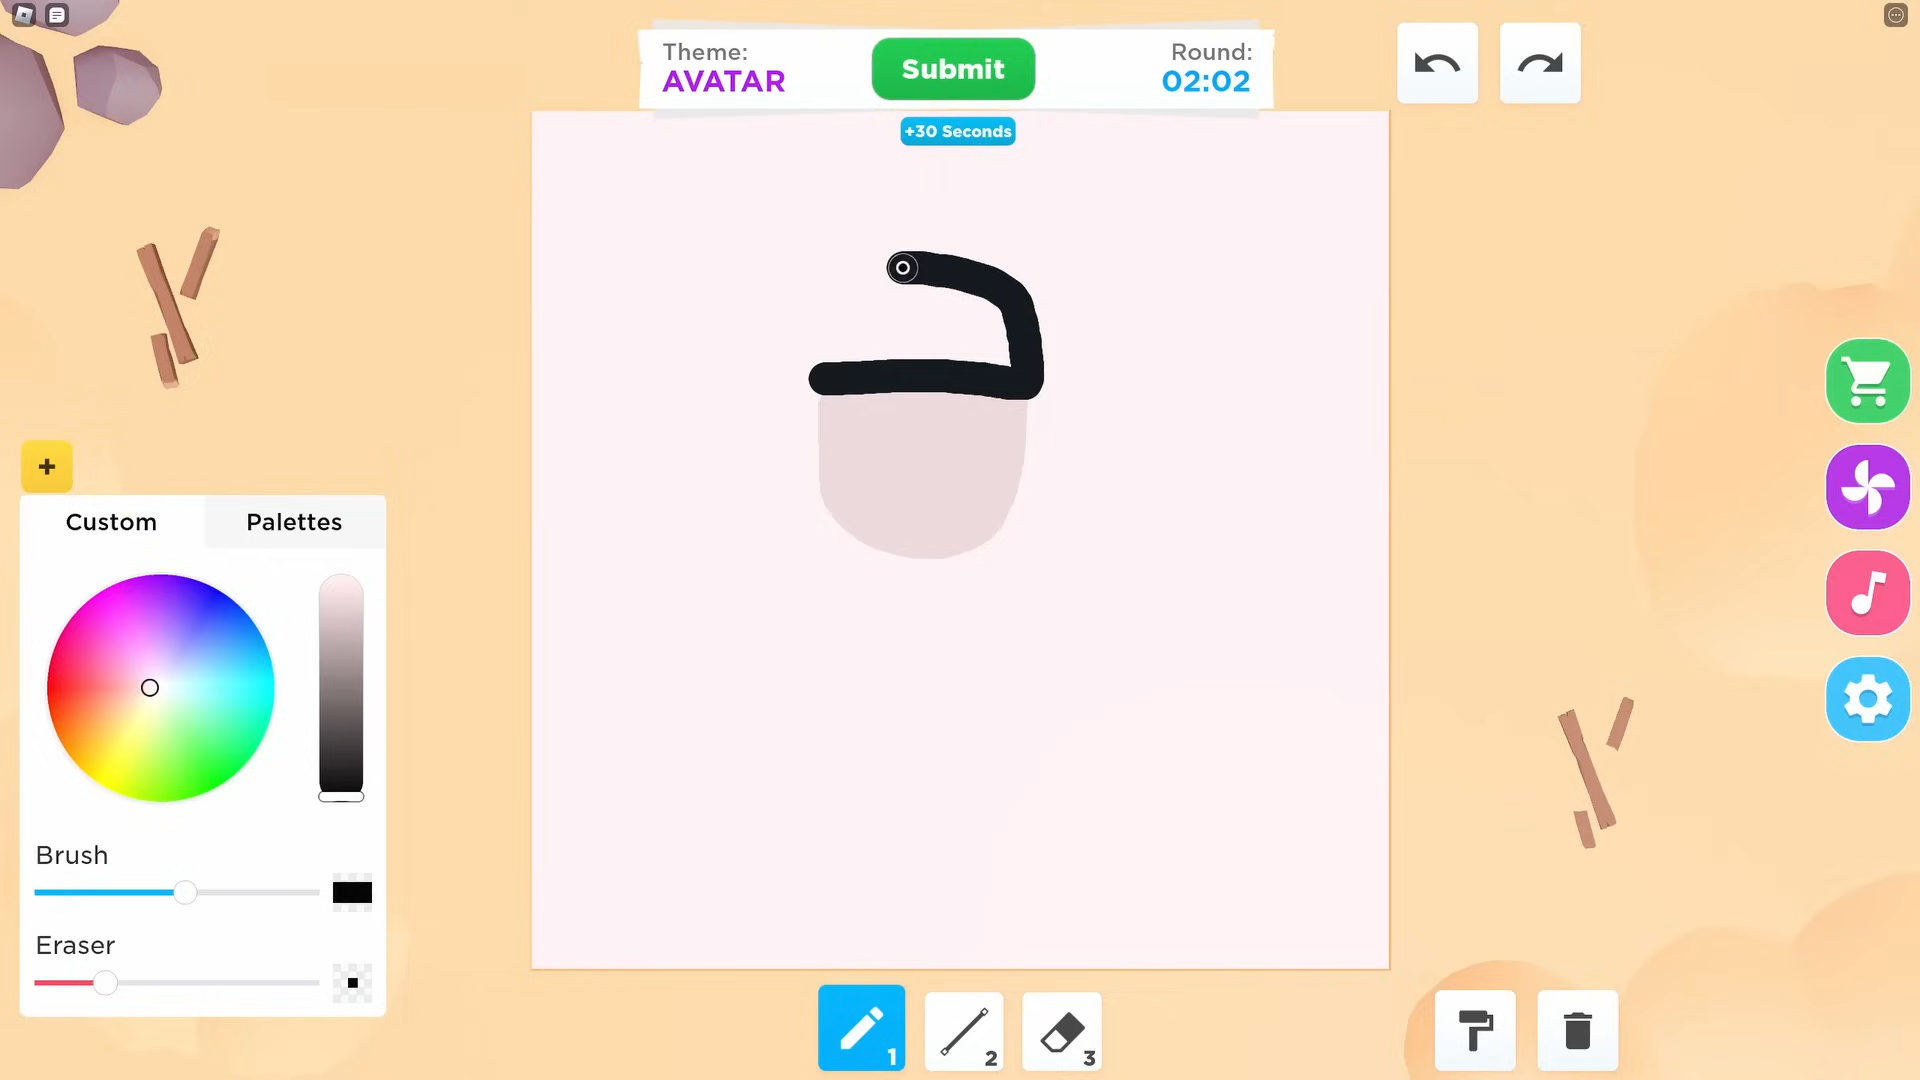 Theme:
AVATAR
Submit
Round:
02:02
+30 Seconds
+
Custom
Palettes
Brush
Eraser
1
2
3